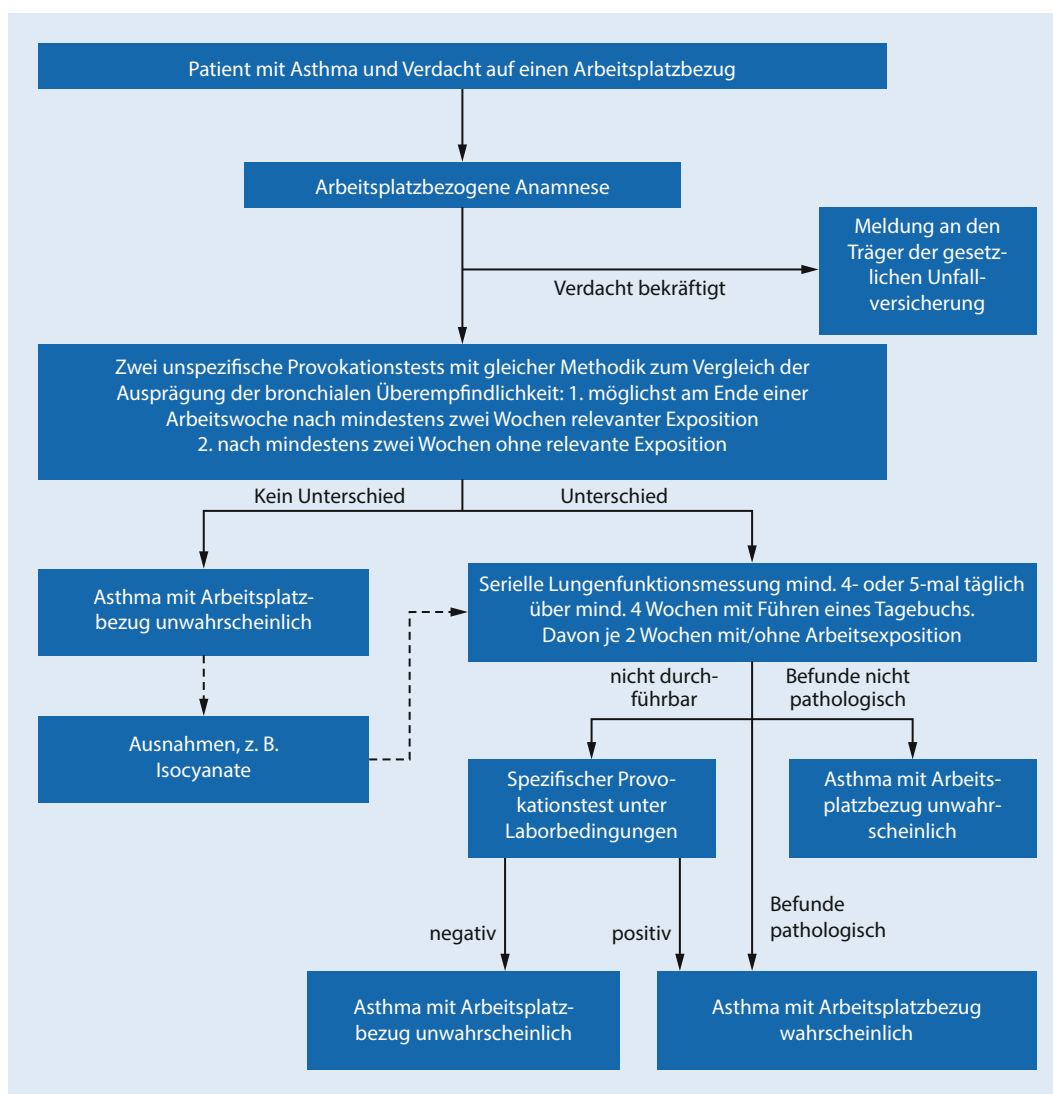 Patient mit Asthma und Verdacht auf einen Arbeitsplatzbezug
Arbeitsplatzbezogene Anamnese
Meldung an den
Träger der gesetz-
lichen Unfall-
versicherung
Verdacht bekräftigt
Zwei unspezifische Provokationstests mit gleicher Methodik zum Vergleich der
Ausprägung der bronchialen Überempfindlichkeit: 1. möglichst am Ende einer
Arbeitswoche nach mindestens zwei Wochen relevanter Exposition
2. nach mindestens zwei Wochen ohne relevante Exposition
Kein Unterschied
Unterschied
Asthma mit Arbeitsplatz-
bezug unwahrscheinlich
Serielle Lungenfunktionsmessung mind. 4- oder 5-mal täglich
über mind. 4 Wochen mit Führen eines Tagebuchs.
Davon je 2 Wochen mit/ohne Arbeitsexposition
nicht durch-
führbar
Befunde nicht
pathologisch
Ausnahmen, z. B.
Isocyanate
Spezifischer Provo-
kationstest unter
Laborbedingungen
Asthma mit Arbeits-
platzbezug unwahr-
scheinlich
negativ
positiv
Befunde
pathologisch
Asthma mit Arbeitsplatz-
bezug unwahrscheinlich
Asthma mit Arbeitsplatzbezug
wahrscheinlich